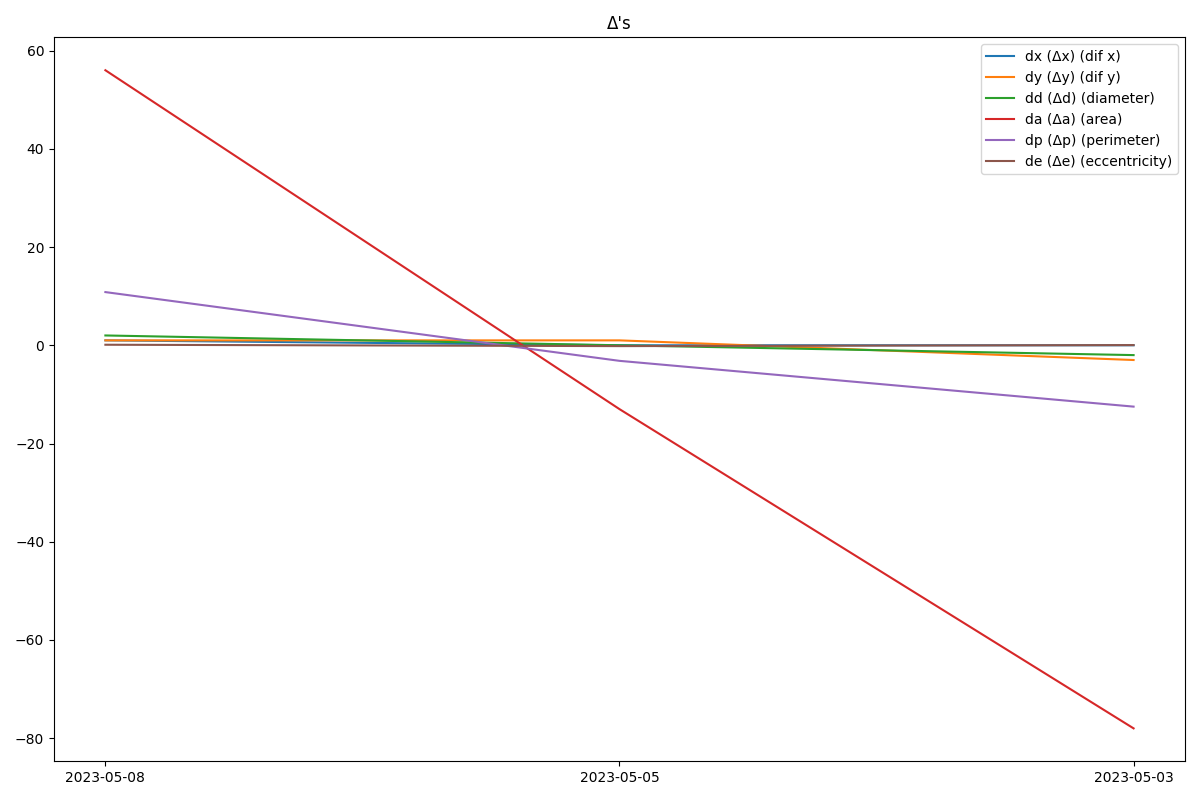 Δ's
dx (Δx) (dif x)
dy (Δy) (dif y)
dd (Δd) (diameter)
da (Δa) (area)
dp (Δp) (perimeter)
de (Δe) (eccentricity)
60
40
20
0
−20
−40
−60
−80
2023-05-08
2023-05-05
2023-05-03